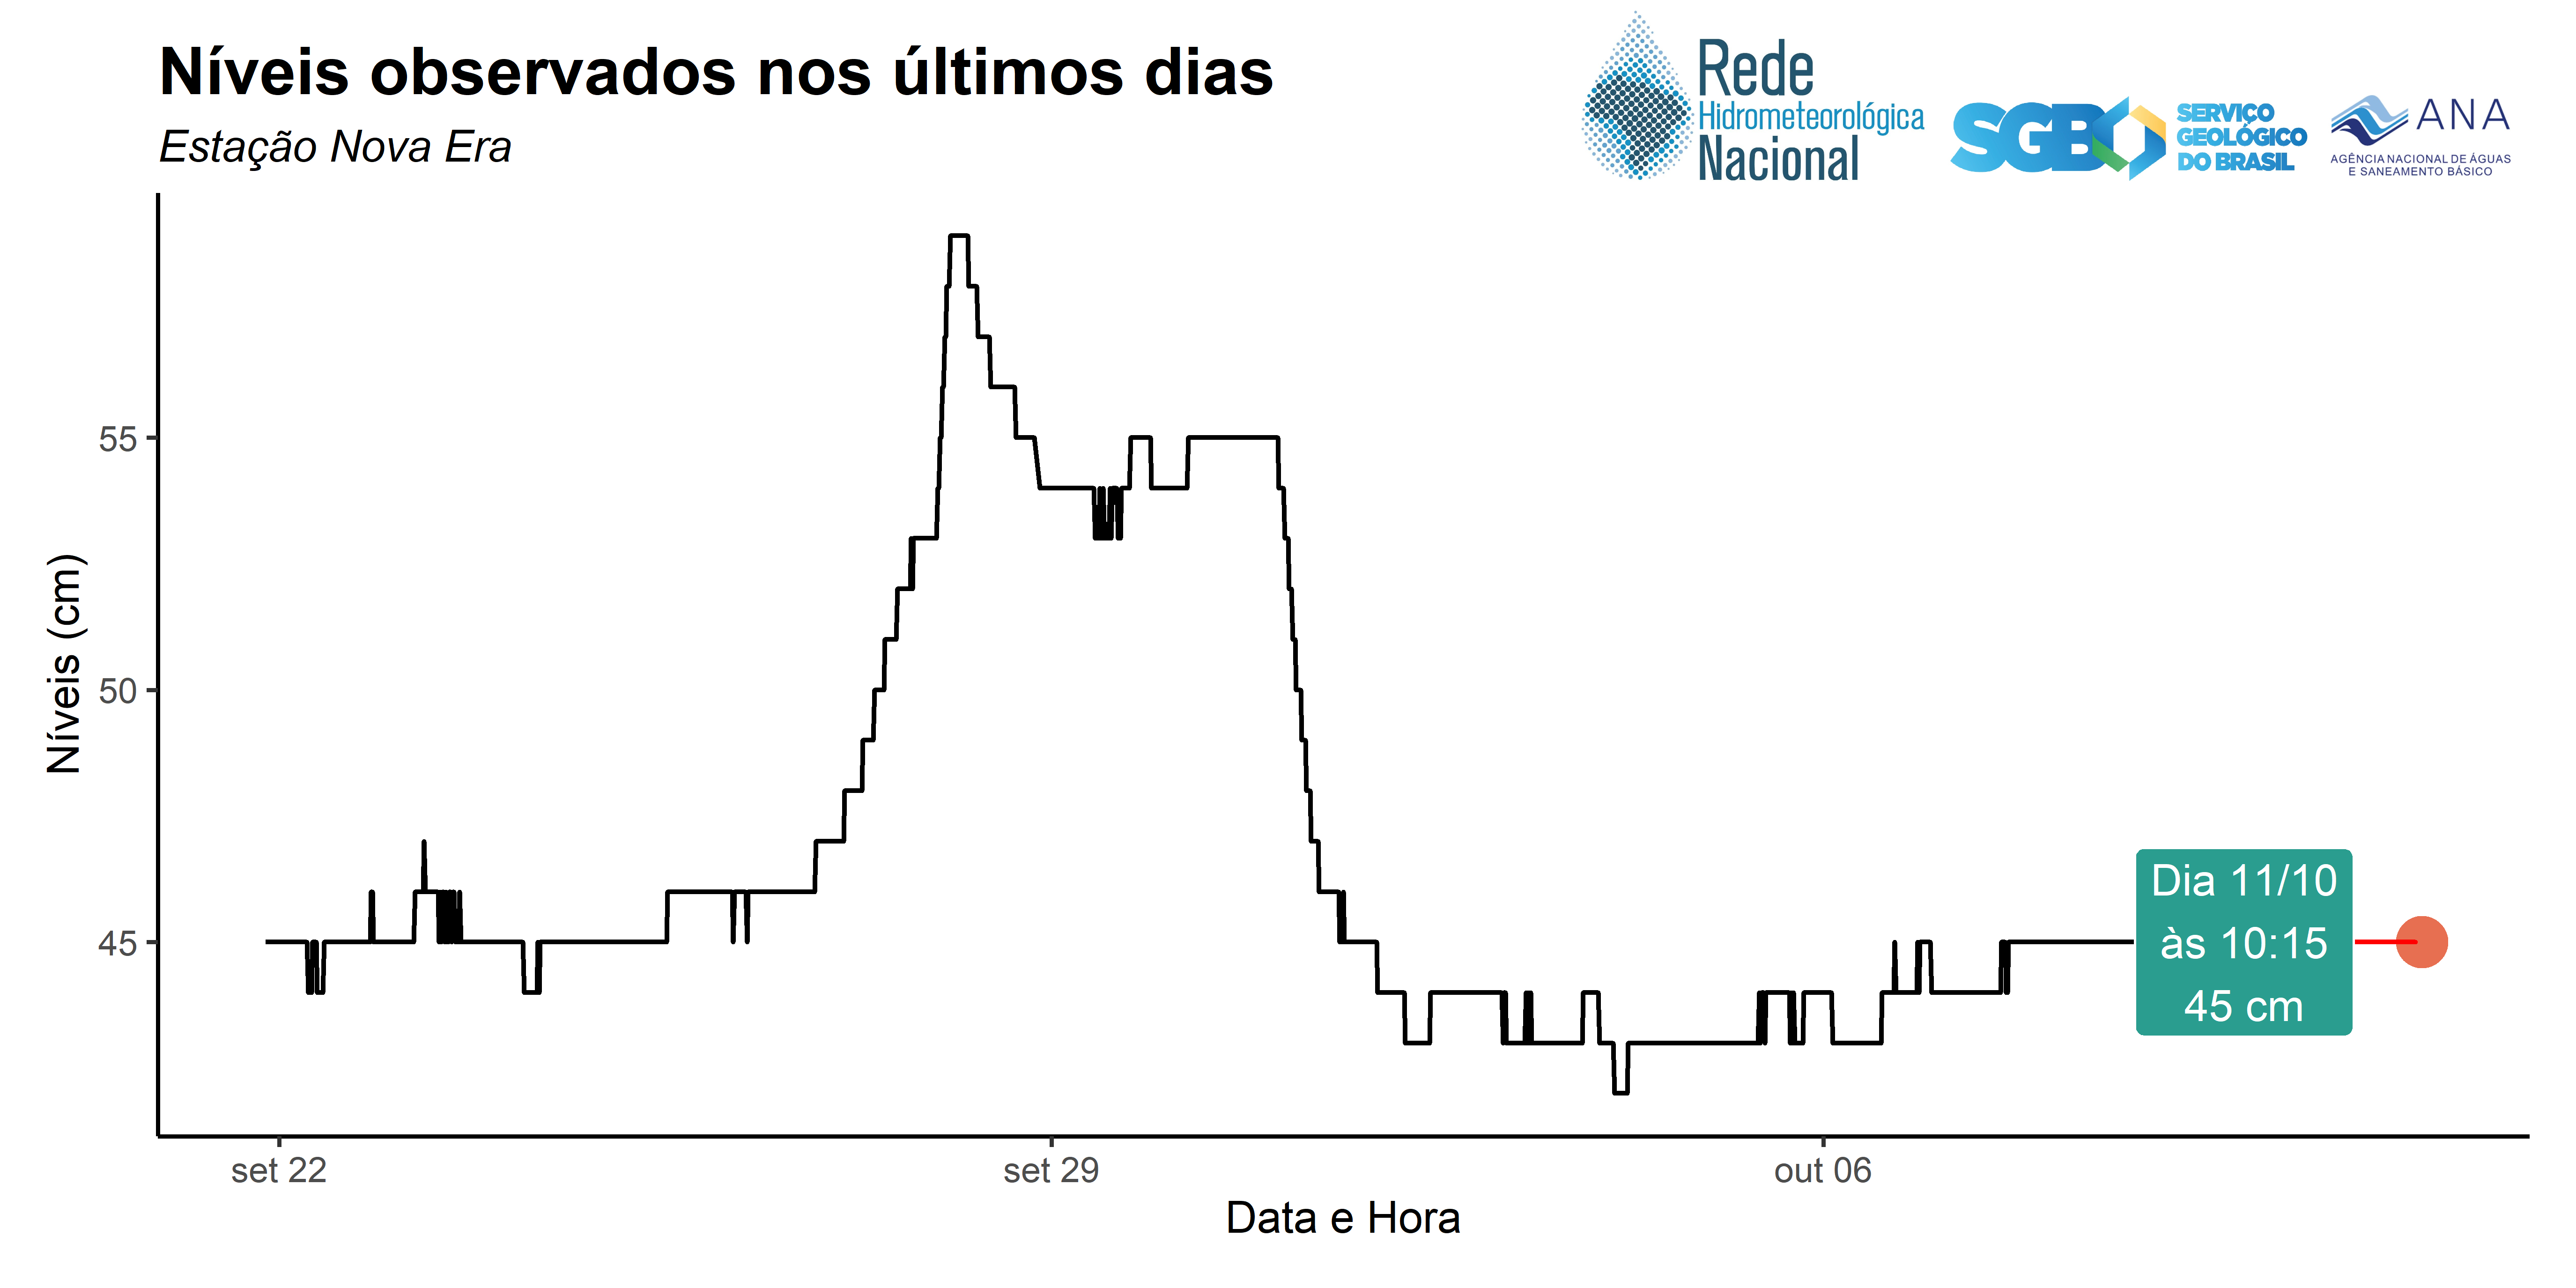 Níveis observados nos últimos dias
Estação Nova Era
Rede
Hidrometeorológica
Nacional
SGB
SERVIÇO
GEOLÓGICO
DO BRASIL
ANA
AGÊNCIA NACIONAL DE ÁGUAS
E SANEAMENTO BÁSICO
Níveis (cm)
55
50
45
Dia 11/10
às 10:15
45 cm
set 22
set 29
out 06
Data e Hora